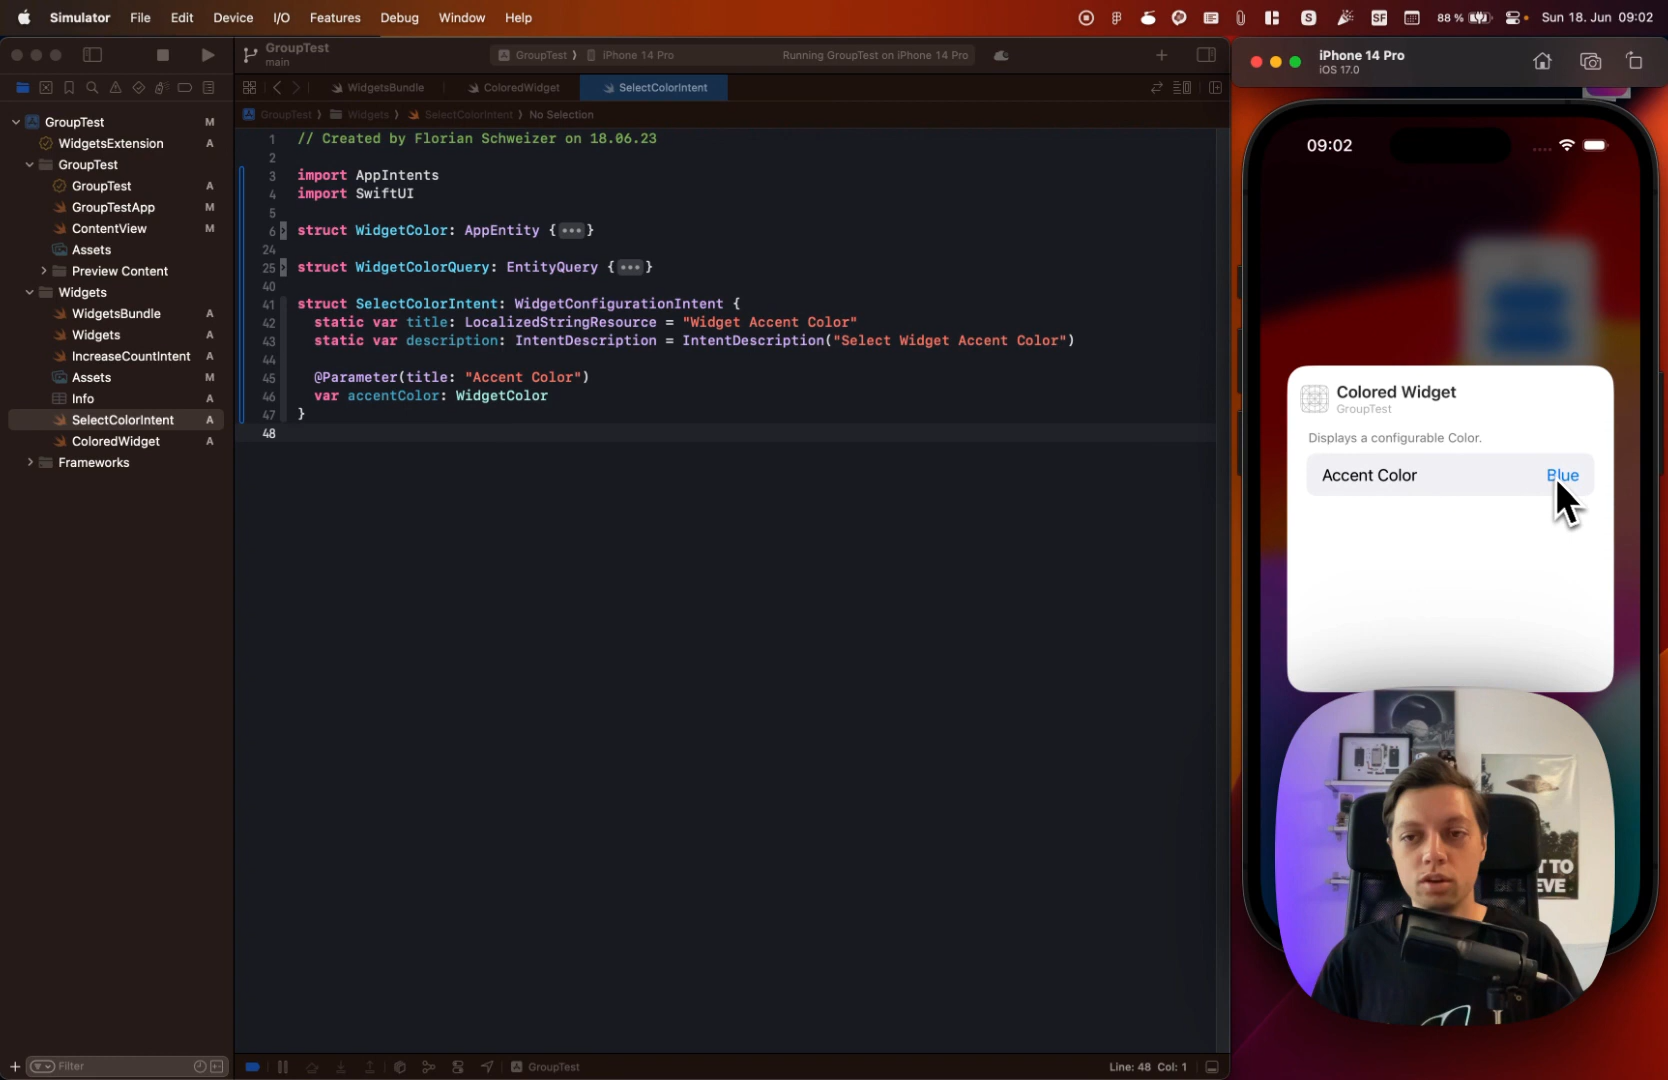 Simulator File Edit Device I/O Features Debug Window Help
S SF 88 % Sun 18. Jun 09:02
GroupTest
main
GroupTest ⟩ iPhone 14 Pro
Running GroupTest on iPhone 14 Pro
iPhone 14 Pro
iOS 17.0
WidgetsBundle
ColoredWidget
SelectColorIntent
GroupTest ⟩ Widgets ⟩ SelectColorIntent ⟩ No Selection
GroupTest M
WidgetsExtension A
GroupTest
GroupTest A
GroupTestApp M
ContentView M
Assets
Preview Content
Widgets
WidgetsBundle A
Widgets A
IncreaseCountIntent A
Assets M
Info A
SelectColorIntent A
ColoredWidget A
Frameworks
1 // Created by Florian Schweizer on 18.06.23
2
3 import AppIntents
4 import SwiftUI
5
6 struct WidgetColor: AppEntity {•••}
24
25 struct WidgetColorQuery: EntityQuery {•••}
40
41 struct SelectColorIntent: WidgetConfigurationIntent {
42 static var title: LocalizedStringResource = "Widget Accent Color"
43 static var description: IntentDescription = IntentDescription("Select Widget Accent Color")
44
45 @Parameter(title: "Accent Color")
46 var accentColor: WidgetColor
47 }
48
09:02
Colored Widget
GroupTest
Displays a configurable Color.
Accent Color Blue
T TO
BELIEVE
Filter
GroupTest
Line: 48 Col: 1